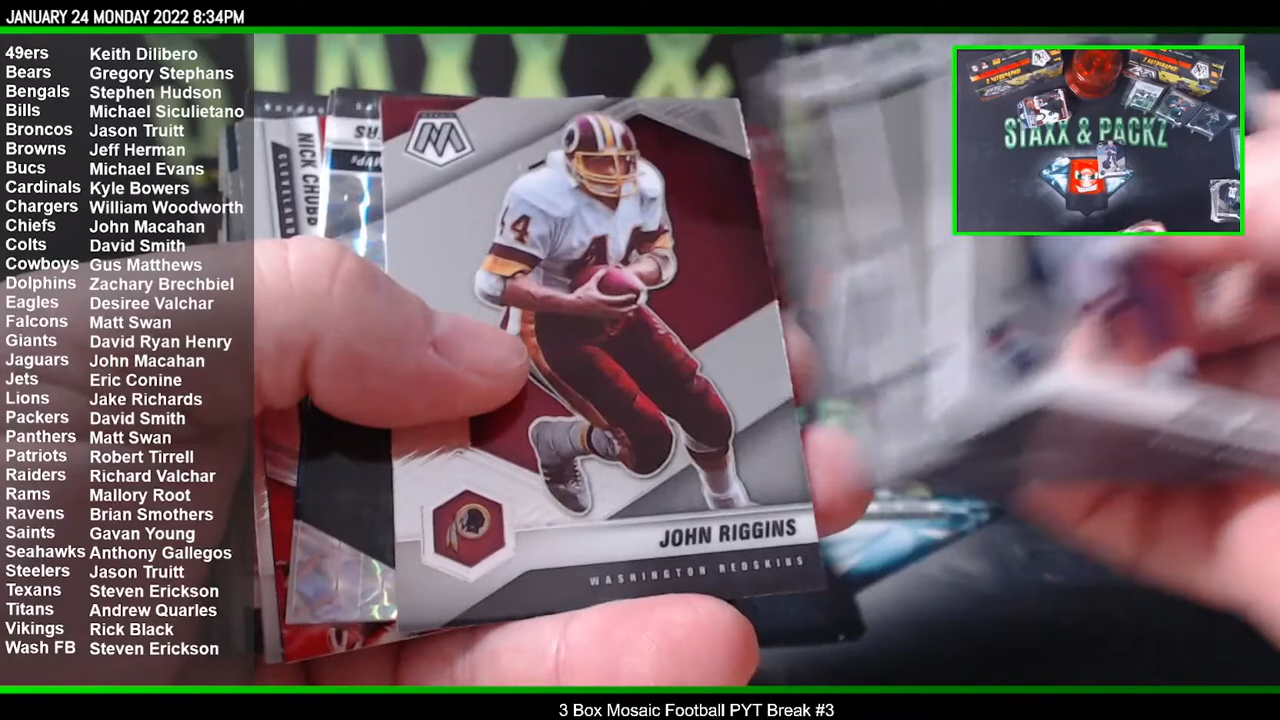 JANUARY 24 MONDAY 2022 8:34PM
49ers Keith Dilibero
Bears Gregory Stephans
Bengals Stephen Hudson
Bills Michael Siculietano
Broncos Jason Truitt
Browns Jeff Herman
Bucs Michael Evans
Cardinals Kyle Bowers
Chargers William Woodworth
Chiefs John Macahan
Colts David Smith
Cowboys Gus Matthews
Dolphins Zachary Brechbiel
Eagles Desiree Valchar
Falcons Matt Swan
Giants David Ryan Henry
Jaguars John Macahan
Jets Eric Conine
Lions Jake Richards
Packers David Smith
Panthers Matt Swan
Patriots Robert Tirrell
Raiders Richard Valchar
Rams Mallory Root
Ravens Brian Smothers
Saints Gavan Young
Seahawks Anthony Gallegos
Steelers Jason Truitt
Texans Steven Erickson
Titans Andrew Quarles
Vikings Rick Black
Wash FB Steven Erickson
NICK CHUBB
CLEVELAND
MVPs
44
JOHN RIGGINS
WASHINGTON REDSKINS
STAXX & PACKZ
3 Box Mosaic Football PYT Break #3